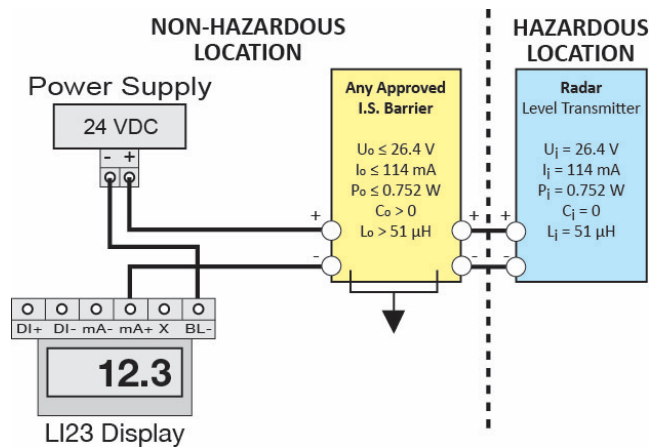 NON-HAZARDOUS
LOCATION
HAZARDOUS
LOCATION
Power Supply
24 VDC
- +
Any Approved
I.S. Barrier
Uₒ ≤ 26.4 V
Iₒ ≤ 114 mA
Pₒ ≤ 0.752 W
Cₒ > 0
Lₒ > 51 µH
Radar
Level Transmitter
Uᵢ = 26.4 V
Iᵢ = 114 mA
Pᵢ = 0.752 W
Cᵢ = 0
Lᵢ = 51 µH
+ + +
- - -
DI+ DI- mA- mA+ X BL-
12.3
LI23 Display